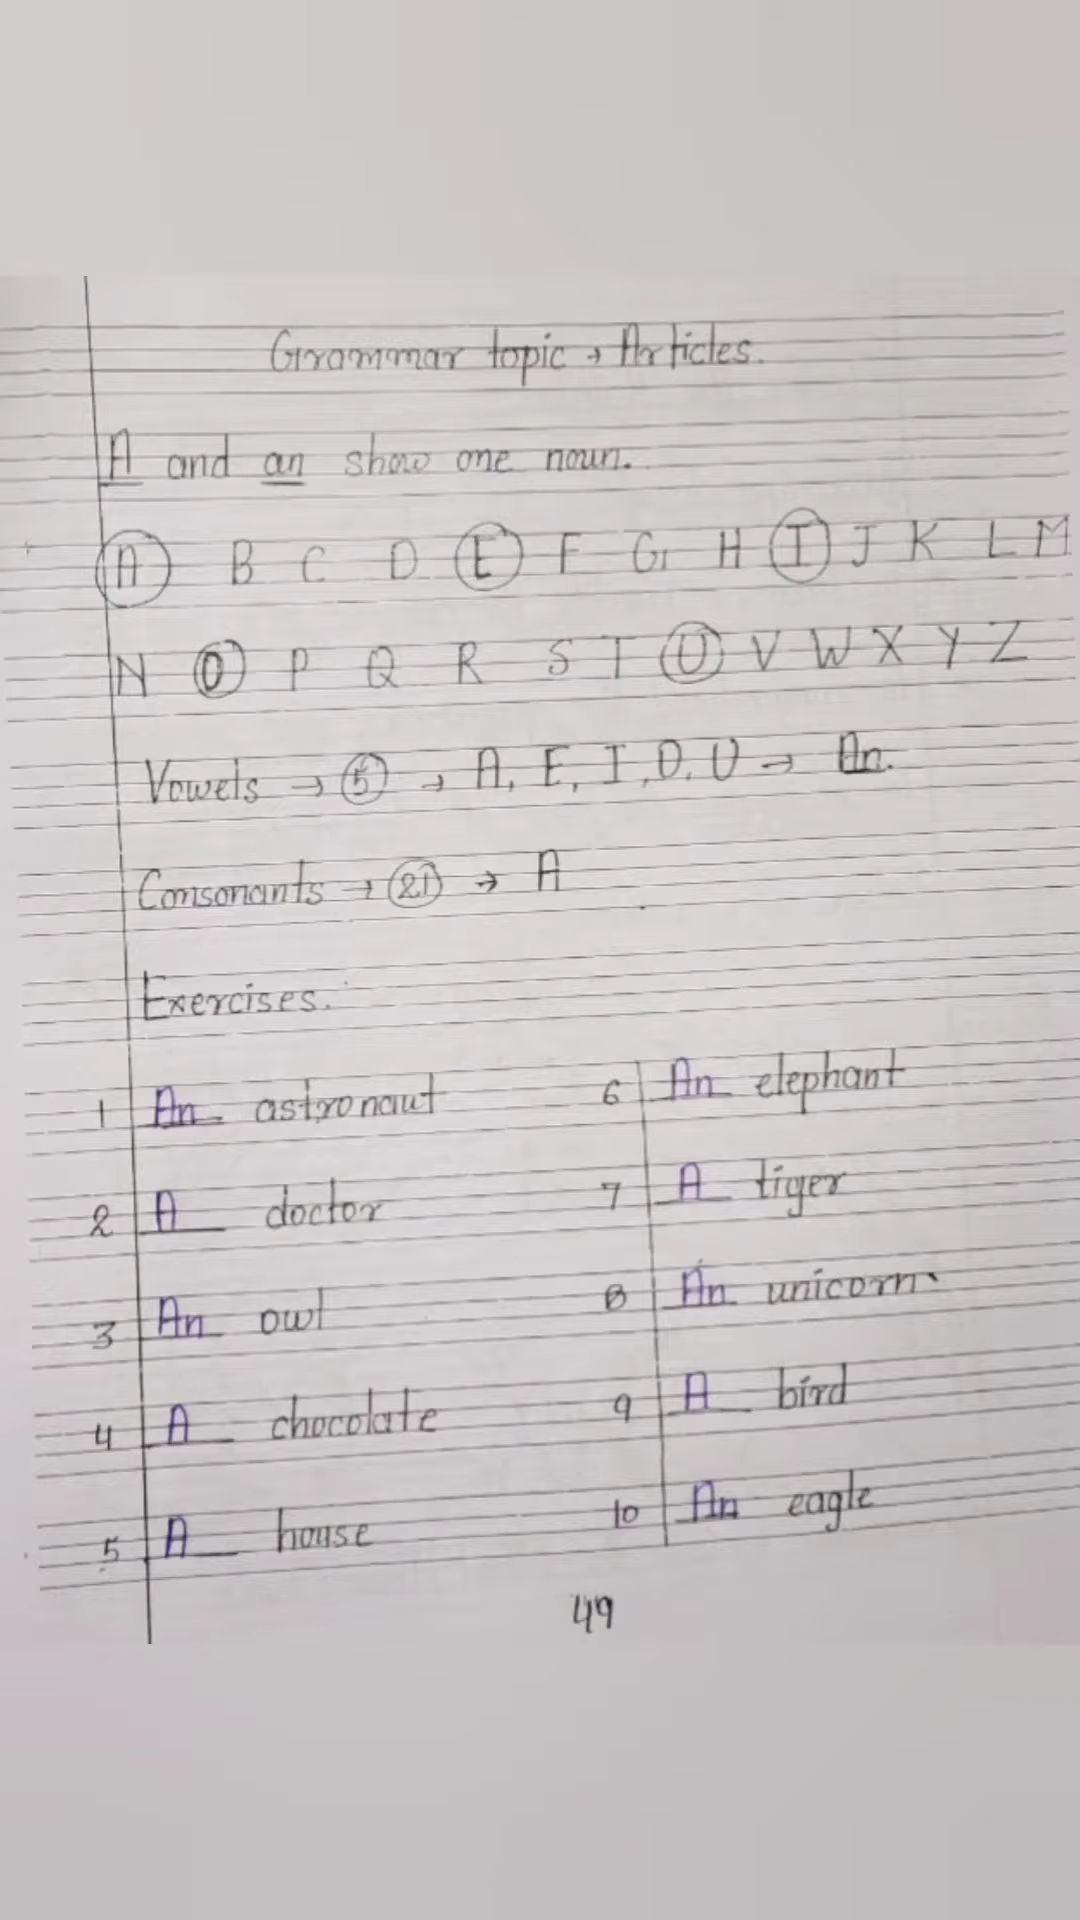 Grammar topic → Articles.
A and an show one noun.
A B C D E F G H I J K L M
N O P Q R S T U V W X Y Z
Vowels → 5 → A, E, I, O, U → An.
Consonants → 21 → A
Exercises.
1 An astronaut
2 A doctor
3 An owl
4 A chocolate
5 A house
6 An elephant
7 A tiger
8 An unicorn
9 A bird
10 An eagle
49